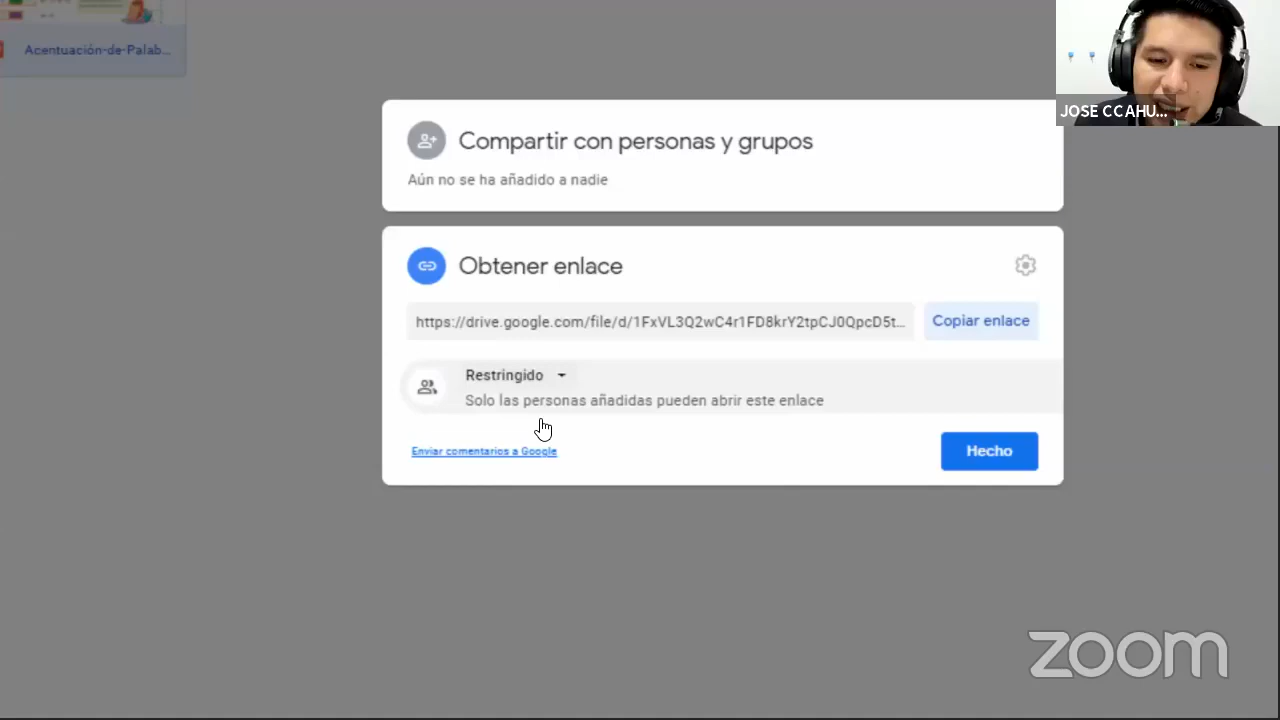 Acentuación-de-Palab...
JOSE CCAHU...
Compartir con personas y grupos
Aún no se ha añadido a nadie
Obtener enlace
https://drive.google.com/file/d/1FxVL3Q2wC4r1FD8krY2tpCJ0QpcD5t...
Copiar enlace
Restringido
Solo las personas añadidas pueden abrir este enlace
Enviar comentarios a Google
Hecho
zoom